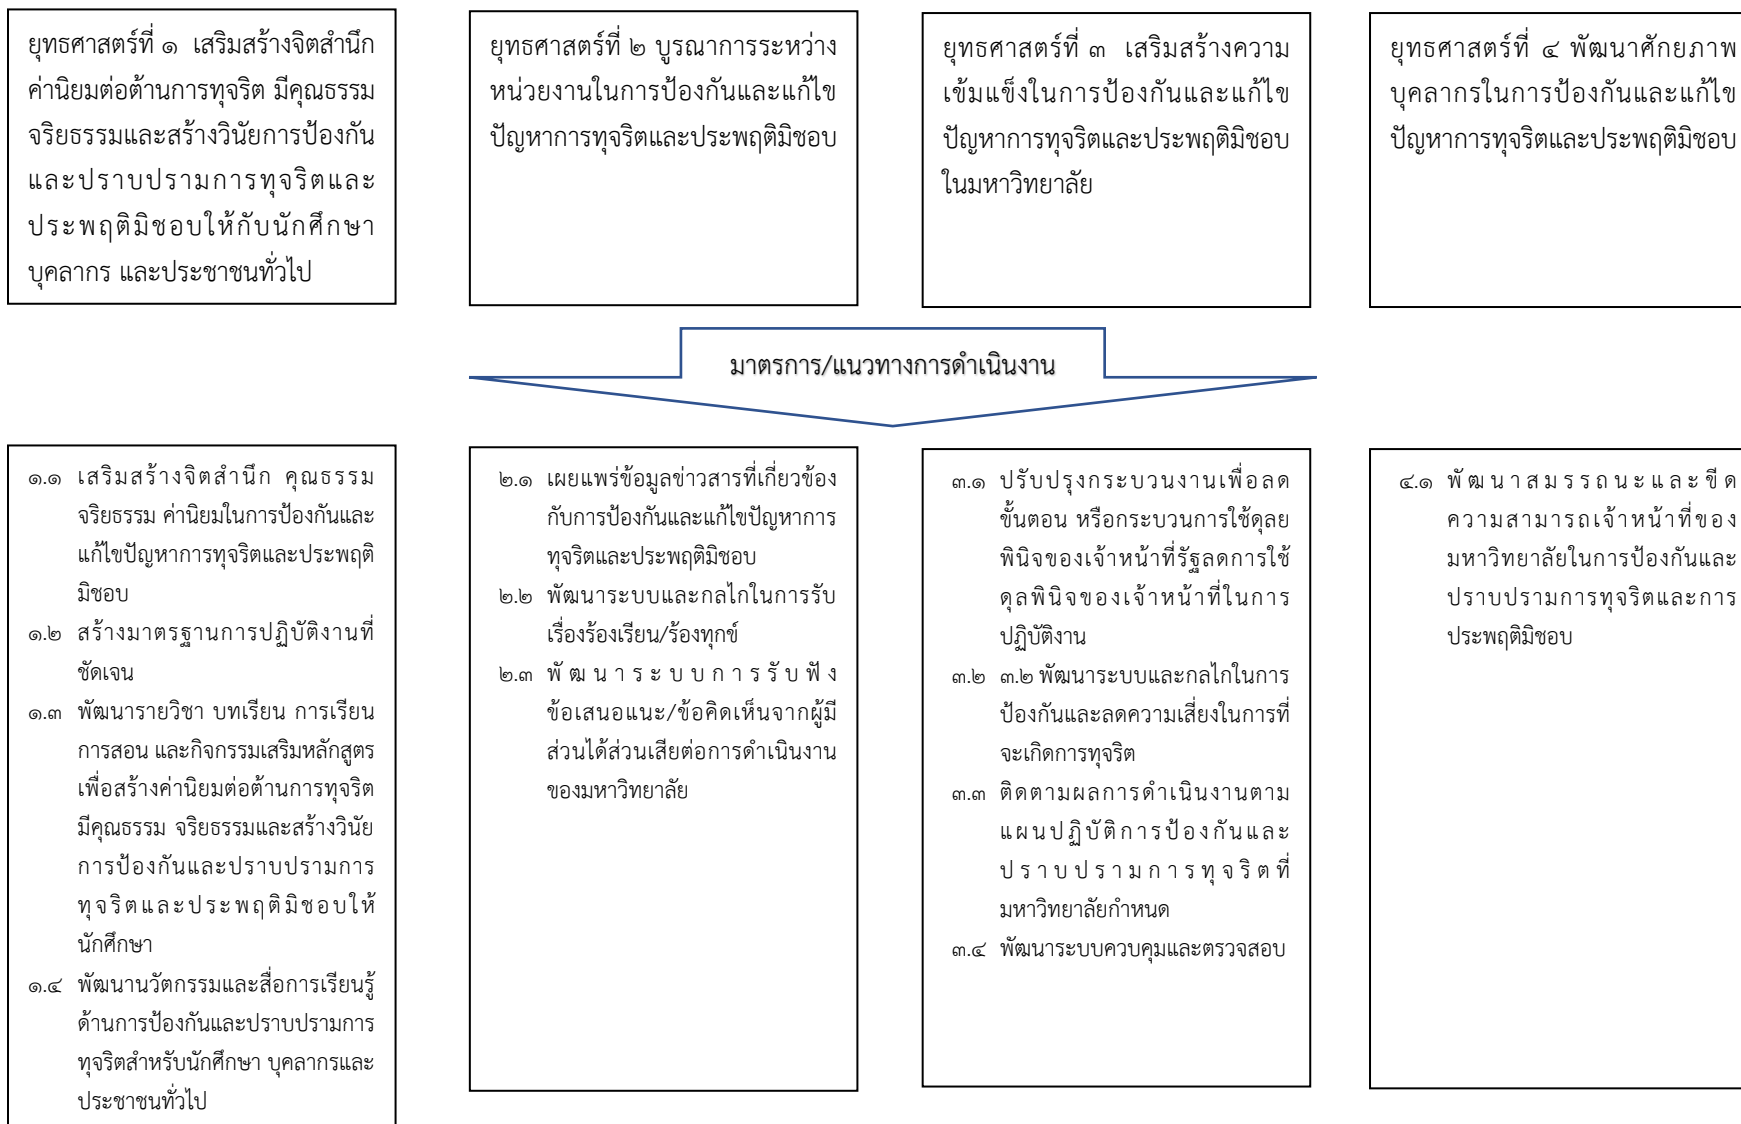 ยุทธศาสตร์ที่ ๑ เสริมสร้างจิตสำนึก
ค่านิยมต่อต้านการทุจริต มีคุณธรรม
จริยธรรมและสร้างวินัยการป้องกัน
และปราบปรามการทุจริตและ
ประพฤติมิชอบให้กับนักศึกษา
บุคลากร และประชาชนทั่วไป
ยุทธศาสตร์ที่ ๒ บูรณาการระหว่าง
หน่วยงานในการป้องกันและแก้ไข
ปัญหาการทุจริตและประพฤติมิชอบ
ยุทธศาสตร์ที่ ๓ เสริมสร้างความ
เข้มแข็งในการป้องกันและแก้ไข
ปัญหาการทุจริตและประพฤติมิชอบ
ในมหาวิทยาลัย
ยุทธศาสตร์ที่ ๔ พัฒนาศักยภาพ
บุคลากรในการป้องกันและแก้ไข
ปัญหาการทุจริตและประพฤติมิชอบ
มาตรการ/แนวทางการดำเนินงาน
๑.๑ เสริมสร้างจิตสำนึก คุณธรรม
จริยธรรม ค่านิยมในการป้องกันและ
แก้ไขปัญหาการทุจริตและประพฤติ
มิชอบ
๑.๒ สร้างมาตรฐานการปฏิบัติงานที่
ชัดเจน
๑.๓ พัฒนารายวิชา บทเรียน การเรียน
การสอน และกิจกรรมเสริมหลักสูตร
เพื่อสร้างค่านิยมต่อต้านการทุจริต
มีคุณธรรม จริยธรรมและสร้างวินัย
การป้องกันและปราบปรามการ
ทุจริตและประพฤติมิชอบให้
นักศึกษา
๑.๔ พัฒนานวัตกรรมและสื่อการเรียนรู้
ด้านการป้องกันและปราบปรามการ
ทุจริตสำหรับนักศึกษา บุคลากรและ
ประชาชนทั่วไป
๒.๑ เผยแพร่ข้อมูลข่าวสารที่เกี่ยวข้อง
กับการป้องกันและแก้ไขปัญหาการ
ทุจริตและประพฤติมิชอบ
๒.๒ พัฒนาระบบและกลไกในการรับ
เรื่องร้องเรียน/ร้องทุกข์
๒.๓ พัฒนาระบบการรับฟัง
ข้อเสนอแนะ/ข้อคิดเห็นจากผู้มี
ส่วนได้ส่วนเสียต่อการดำเนินงาน
ของมหาวิทยาลัย
๓.๑ ปรับปรุงกระบวนงานเพื่อลด
ขั้นตอน หรือกระบวนการใช้ดุลย
พินิจของเจ้าหน้าที่รัฐลดการใช้
ดุลพินิจของเจ้าหน้าที่ในการ
ปฏิบัติงาน
๓.๒ ๓.๒ พัฒนาระบบและกลไกในการ
ป้องกันและลดความเสี่ยงในการที่
จะเกิดการทุจริต
๓.๓ ติดตามผลการดำเนินงานตาม
แผนปฏิบัติการป้องกันและ
ปราบปรามการทุจริตที่
มหาวิทยาลัยกำหนด
๓.๔ พัฒนาระบบควบคุมและตรวจสอบ
๔.๑ พัฒนาสมรรถนะและขีด
ความสามารถเจ้าหน้าที่ของ
มหาวิทยาลัยในการป้องกันและ
ปราบปรามการทุจริตและการ
ประพฤติมิชอบ